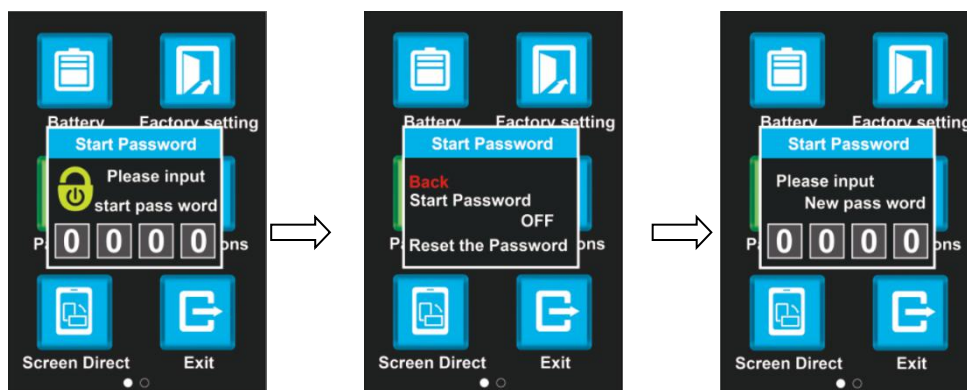 Battery
Factory setting
Start Password
Please input
start pass word
0 0 0 0
Screen Direct
Exit
Battery
Factory setting
Start Password
Back
Start Password
OFF
Reset the Password
ons
Screen Direct
Exit
Battery
Factory setting
Start Password
Please input
New pass word
0 0 0 0
ons
Screen Direct
Exit